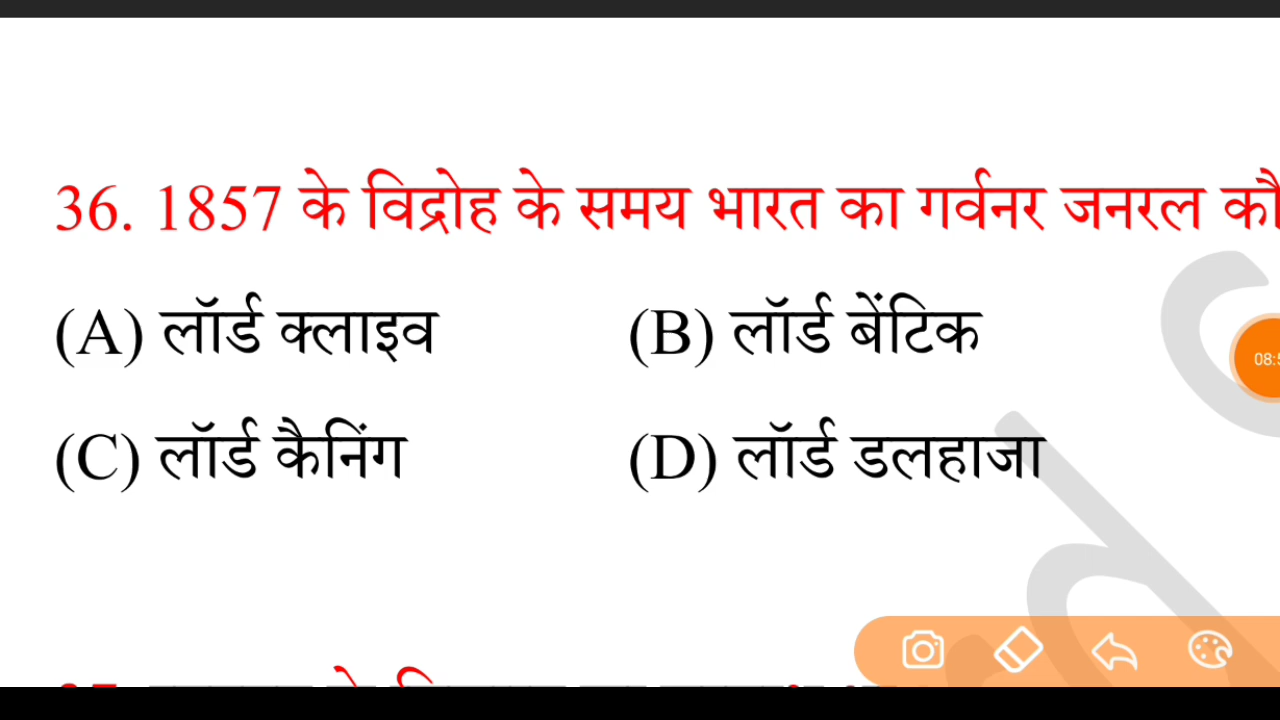 36. 1857 के विद्रोह के समय भारत का गर्वनर जनरल
(A) लॉर्ड क्लाइव (B) लॉर्ड बेंटिक
(C) लॉर्ड कैनिंग (D) लॉर्ड डलहाजा